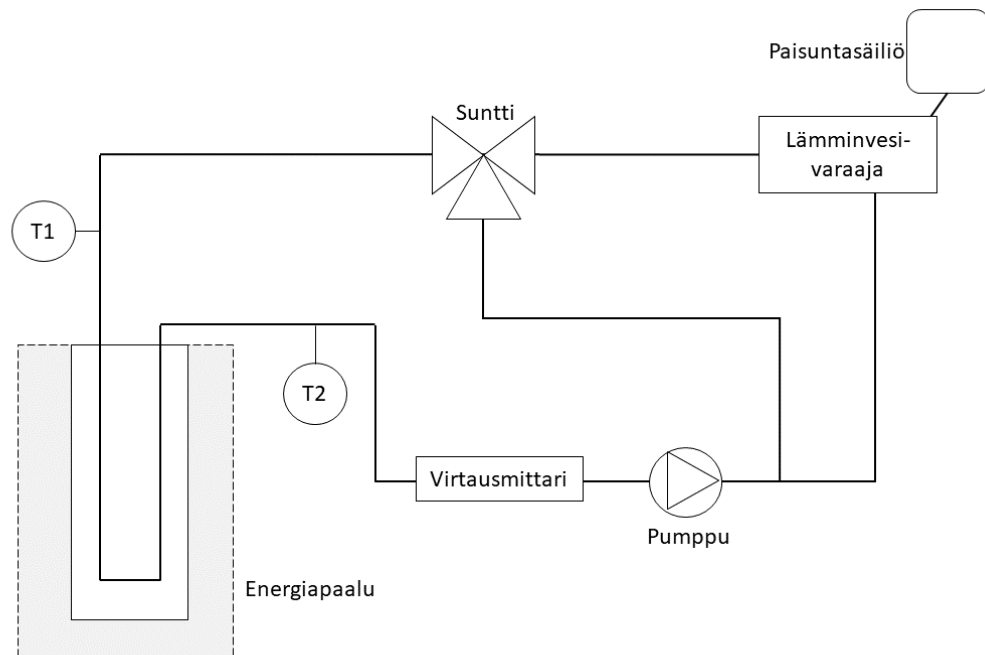 Paisuntasäiliö
Suntti
Lämminvesi-
varaaja
T1
T2
Virtausmittari
Pumppu
Energiapaalu